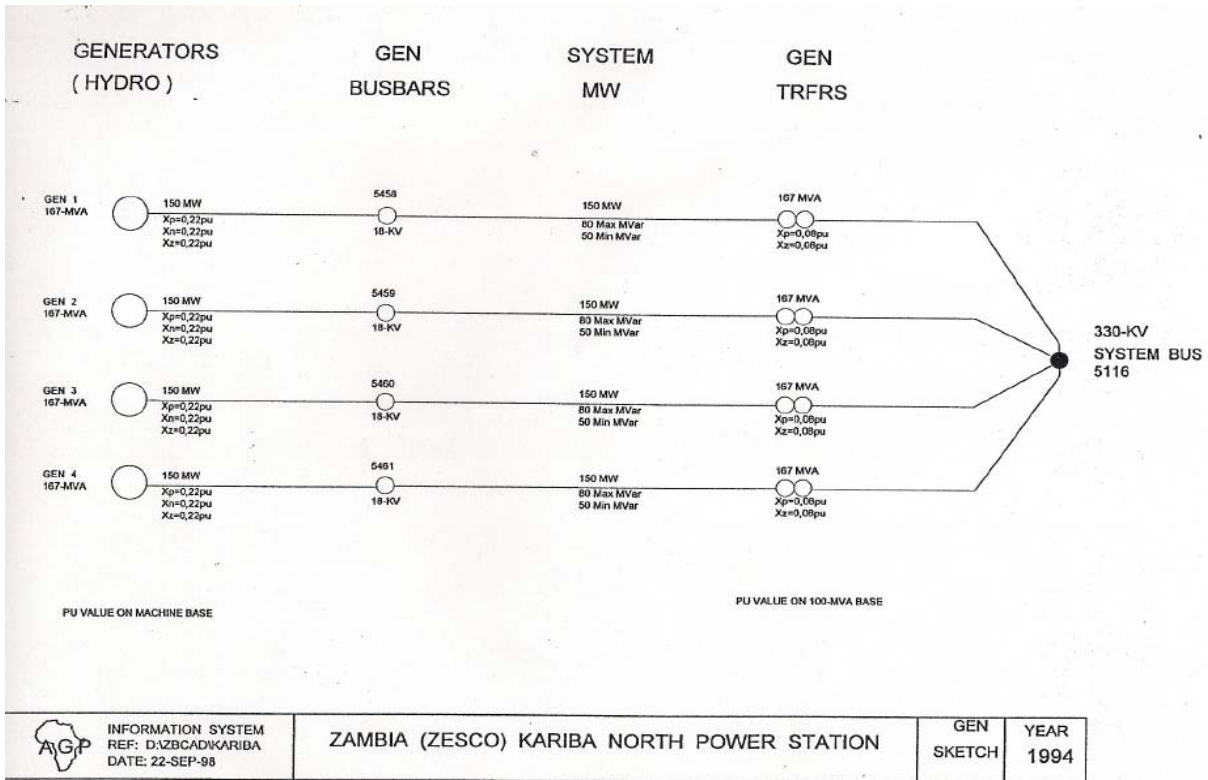 GENERATORS
( HYDRO )
GEN
BUSBARS
SYSTEM
MW
GEN
TRFRS
GEN 1
167-MVA
150 MW
Xp=0,22pu
Xn=0,22pu
Xz=0,22pu
5458
18-KV
150 MW
80 Max MVar
50 Min MVar
167 MVA
Xp=0,08pu
Xz=0,08pu
GEN 2
167-MVA
150 MW
Xp=0,22pu
Xn=0,22pu
Xz=0,22pu
5459
18-KV
150 MW
80 Max MVar
50 Min MVar
167 MVA
Xp=0,08pu
Xz=0,08pu
330-KV
SYSTEM BUS
5116
GEN 3
167-MVA
150 MW
Xp=0,22pu
Xn=0,22pu
Xz=0,22pu
5460
18-KV
150 MW
80 Max MVar
50 Min MVar
167 MVA
Xp=0,08pu
Xz=0,08pu
GEN 4
167-MVA
150 MW
Xp=0,22pu
Xn=0,22pu
Xz=0,22pu
5461
18-KV
150 MW
80 Max MVar
50 Min MVar
167 MVA
Xp=0,08pu
Xz=0,08pu
PU VALUE ON MACHINE BASE
PU VALUE ON 100-MVA BASE
AGP
INFORMATION SYSTEM
REF: D:\ZBCAD\KARIBA
DATE: 22-SEP-98
ZAMBIA (ZESCO) KARIBA NORTH POWER STATION
GEN
SKETCH
YEAR
1994